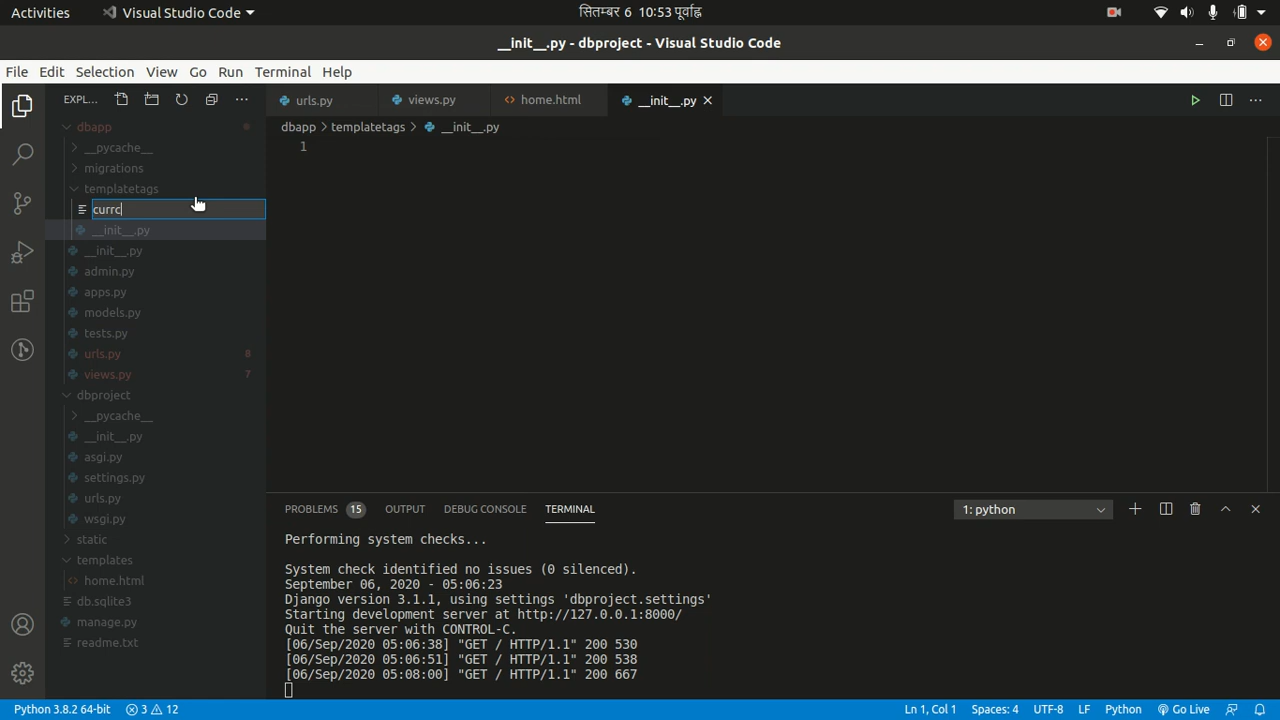 Activities
Visual Studio Code
सितम्बर 6 10:53 पूर्वाह्न
__init__.py - dbproject - Visual Studio Code
File Edit Selection View Go Run Terminal Help
EXPL...
urls.py
views.py
home.html
__init__.py
dbapp > templatetags > __init__.py
1
dbapp
__pycache__
migrations
templatetags
currc
__init__.py
__init__.py
admin.py
apps.py
models.py
tests.py
urls.py 8
views.py 7
dbproject
__pycache__
__init__.py
asgi.py
settings.py
urls.py
wsgi.py
static
templates
home.html
db.sqlite3
manage.py
readme.txt
PROBLEMS 15 OUTPUT DEBUG CONSOLE TERMINAL
1: python
Performing system checks...
System check identified no issues (0 silenced).
September 06, 2020 - 05:06:23
Django version 3.1.1, using settings 'dbproject.settings'
Starting development server at http://127.0.0.1:8000/
Quit the server with CONTROL-C.
[06/Sep/2020 05:06:38] "GET / HTTP/1.1" 200 530
[06/Sep/2020 05:06:51] "GET / HTTP/1.1" 200 538
[06/Sep/2020 05:08:00] "GET / HTTP/1.1" 200 667
Python 3.8.2 64-bit 3 12 Ln 1, Col 1 Spaces: 4 UTF-8 LF Python Go Live